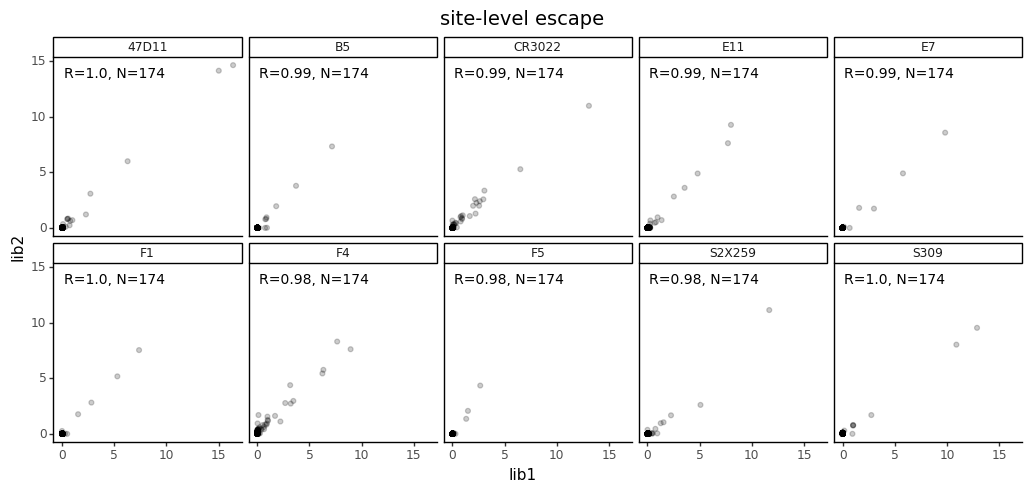 site-level escape
47D11 B5 CR3022 E11 E7
15
R=1.0, N=174 R=0.99, N=174 R=0.99, N=174 R=0.99, N=174 R=0.99, N=174
10
5
0
lib2
F1 F4 F5 S2X259 S309
15
R=1.0, N=174 R=0.98, N=174 R=0.98, N=174 R=0.98, N=174 R=1.0, N=174
10
5
0
0 5 10 15 0 5 10 15 0 5 10 15 0 5 10 15 0 5 10 15
lib1